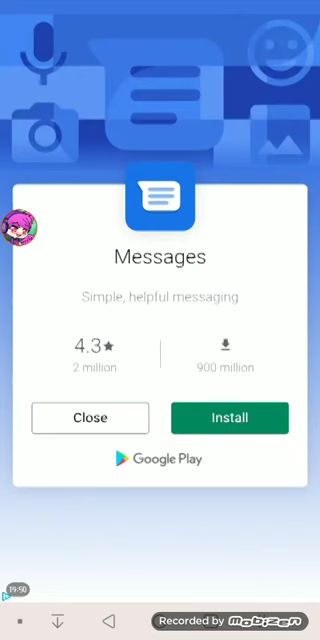 Messages
Simple, helpful messaging
4.3★
2 million
900 million
Close
Install
Google Play
19:50
Recorded by mobizen